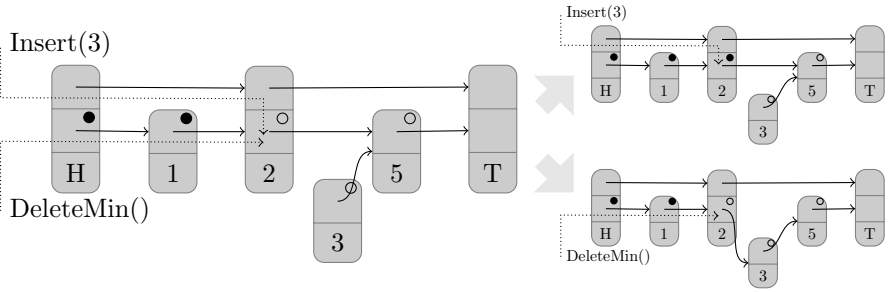 Insert(3)
H 1 2 5 T
3
DeleteMin()
Insert(3)
H 1 2 5 T
3
H 1 2 5 T
3
DeleteMin()